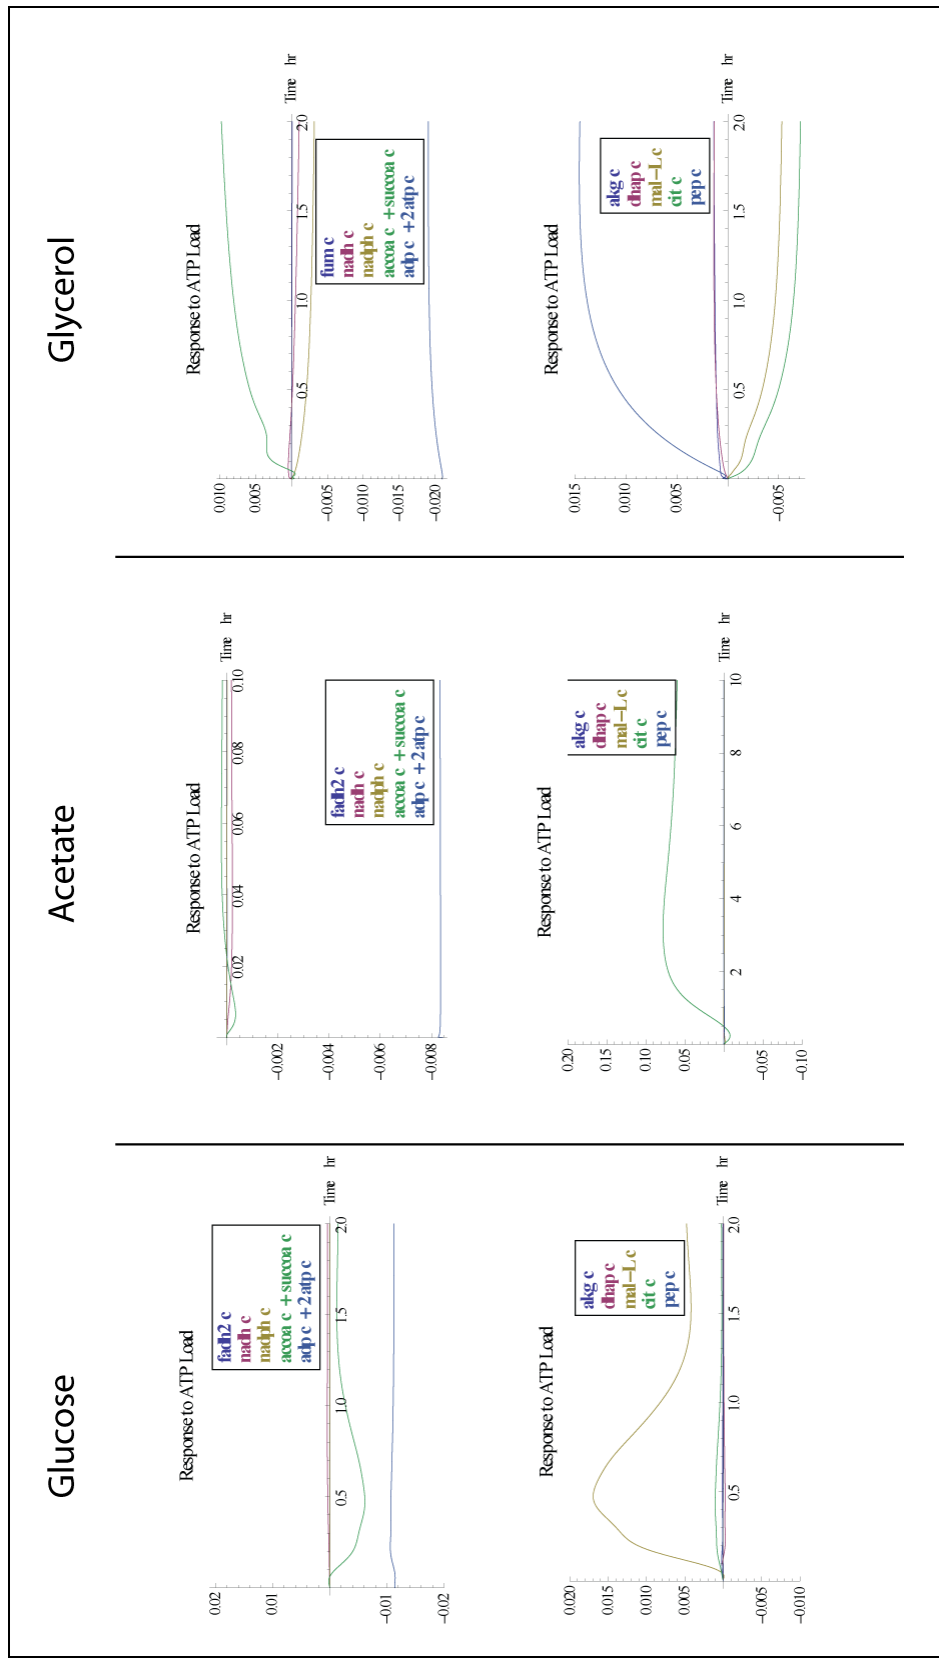 Glucose
Response to ATP Load
0.02
0.01
−0.01
−0.02
0.5
1.0
1.5
2.0
Time hr
fadh2 c
nadh c
nadph c
accoa c + succoa c
adp c + 2 atp c
Response to ATP Load
0.020
0.015
0.010
0.005
−0.005
−0.010
0.5
1.0
1.5
2.0
Time hr
akg c
dhap c
mal−L c
cit c
pep c
Acetate
Response to ATP Load
−0.002
−0.004
−0.006
−0.008
0.02
0.04
0.06
0.08
0.10
Time hr
fadh2 c
nadh c
nadph c
accoa c + succoa c
adp c + 2 atp c
Response to ATP Load
0.20
0.15
0.10
0.05
−0.05
−0.10
2
4
6
8
10
Time hr
akg c
dhap c
mal−L c
cit c
pep c
Glycerol
Response to ATP Load
0.010
0.005
−0.005
−0.010
−0.015
−0.020
0.5
1.0
1.5
2.0
Time hr
fum c
nadh c
nadph c
accoa c + succoa c
adp c + 2 atp c
Response to ATP Load
0.015
0.010
0.005
−0.005
0.5
1.0
1.5
2.0
Time hr
akg c
dhap c
mal−L c
cit c
pep c